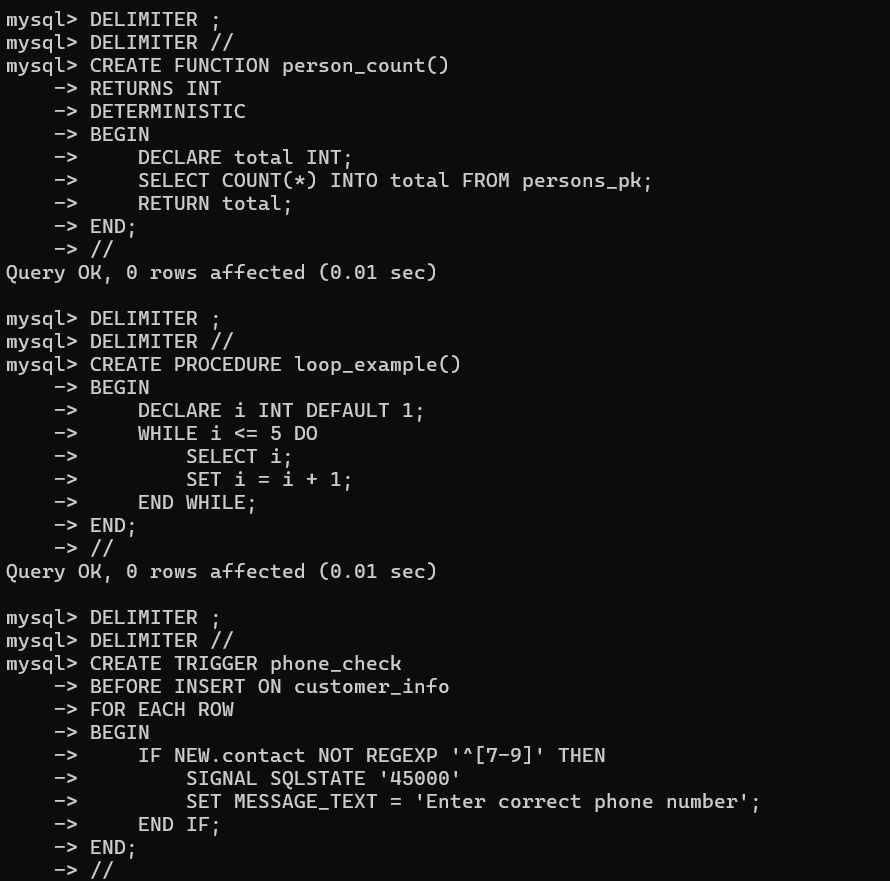 mysql> DELIMITER ;
mysql> DELIMITER //
mysql> CREATE FUNCTION person_count()
    -> RETURNS INT
    -> DETERMINISTIC
    -> BEGIN
    ->     DECLARE total INT;
    ->     SELECT COUNT(*) INTO total FROM persons_pk;
    ->     RETURN total;
    -> END;
    -> //
Query OK, 0 rows affected (0.01 sec)

mysql> DELIMITER ;
mysql> DELIMITER //
mysql> CREATE PROCEDURE loop_example()
    -> BEGIN
    ->     DECLARE i INT DEFAULT 1;
    ->     WHILE i <= 5 DO
    ->         SELECT i;
    ->         SET i = i + 1;
    ->     END WHILE;
    -> END;
    -> //
Query OK, 0 rows affected (0.01 sec)

mysql> DELIMITER ;
mysql> DELIMITER //
mysql> CREATE TRIGGER phone_check
    -> BEFORE INSERT ON customer_info
    -> FOR EACH ROW
    -> BEGIN
    ->     IF NEW.contact NOT REGEXP '^[7-9]' THEN
    ->         SIGNAL SQLSTATE '45000'
    ->         SET MESSAGE_TEXT = 'Enter correct phone number';
    ->     END IF;
    -> END;
    -> //